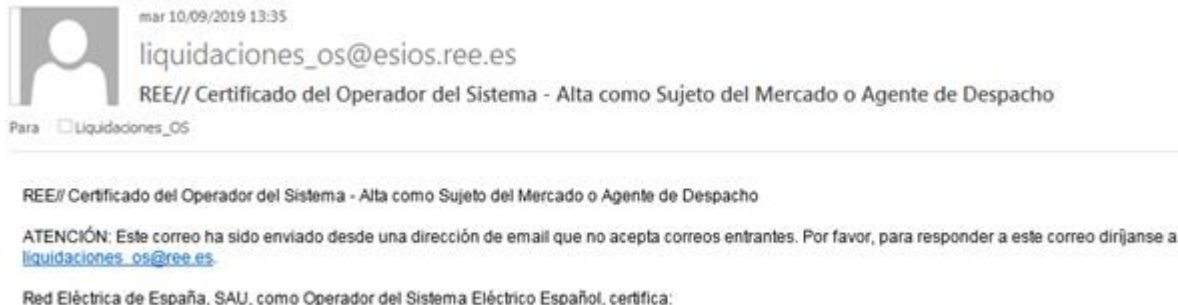 mar 10/09/2019 13:35
liquidaciones_os@esios.ree.es
REE// Certificado del Operador del Sistema - Alta como Sujeto del Mercado o Agente de Despacho
Para Liquidaciones_OS
REE// Certificado del Operador del Sistema - Alta como Sujeto del Mercado o Agente de Despacho
ATENCIÓN: Este correo ha sido enviado desde una dirección de email que no acepta correos entrantes. Por favor, para responder a este correo diríjanse a
liquidaciones_os@ree.es.
Red Eléctrica de España, SAU, como Operador del Sistema Eléctrico Español, certifica: